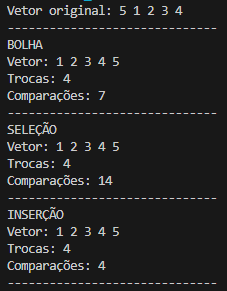 Vetor original: 5 1 2 3 4
------------------------------
BOLHA
Vetor: 1 2 3 4 5
Trocas: 4
Comparações: 7
------------------------------
SELEÇÃO
Vetor: 1 2 3 4 5
Trocas: 4
Comparações: 14
------------------------------
INSERÇÃO
Vetor: 1 2 3 4 5
Trocas: 4
Comparações: 4
------------------------------